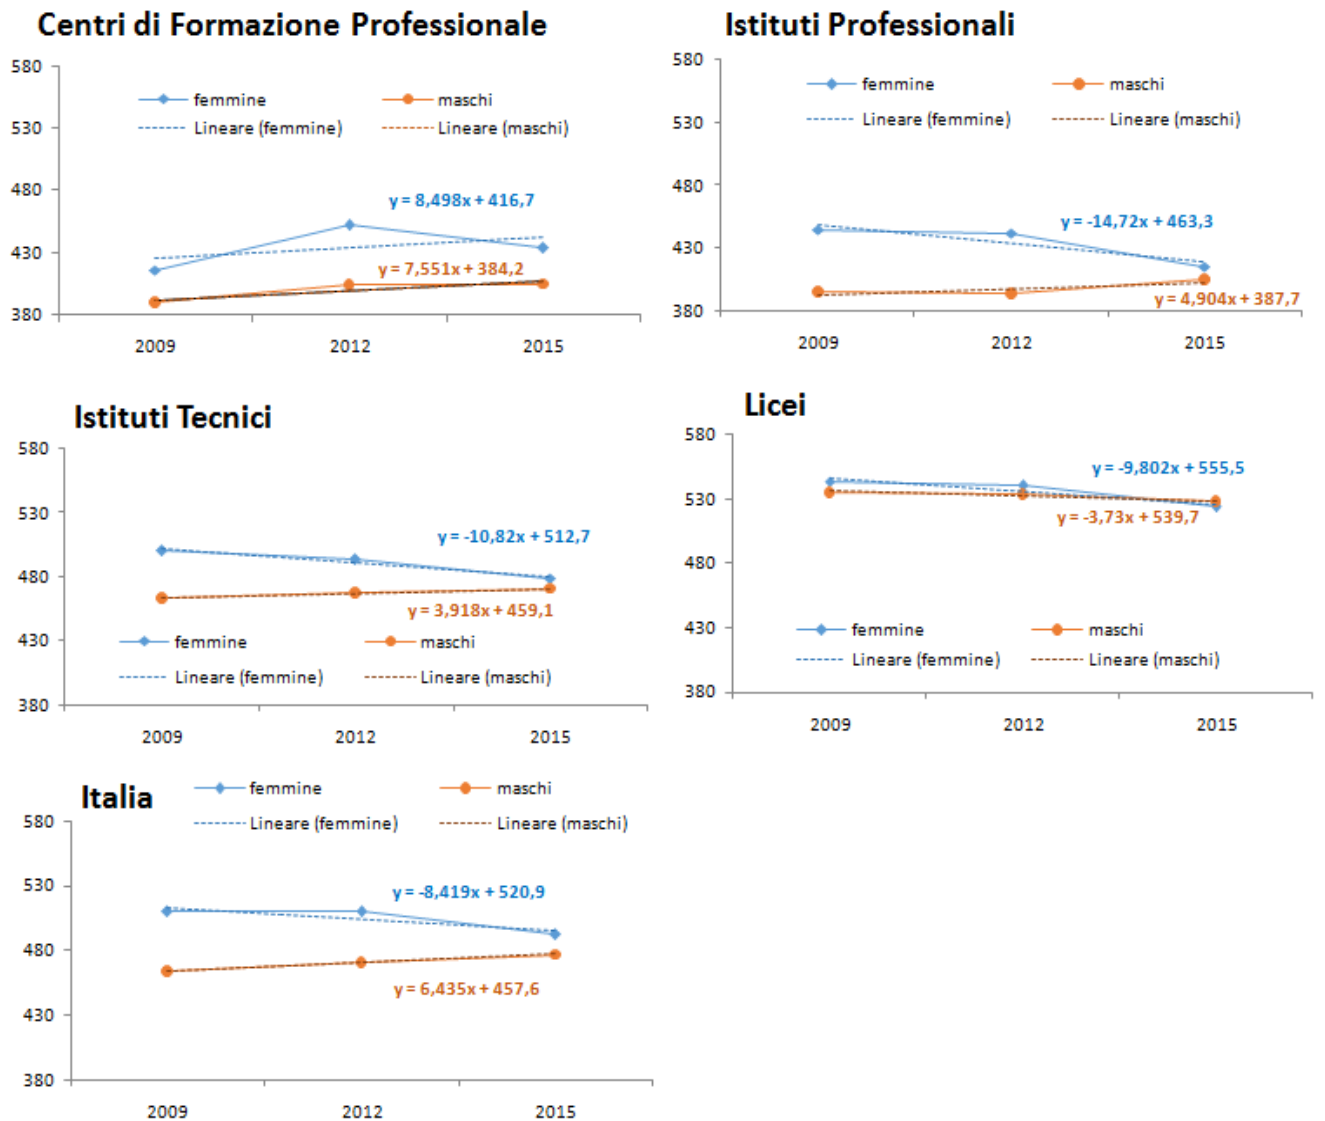 Centri di Formazione Professionale
580
530
480
430
380
femmine
maschi
Lineare (femmine)
Lineare (maschi)
y = 8,498x + 416,7
y = 7,551x + 384,2
2009
2012
2015
Istituti Professionali
580
530
480
430
380
femmine
maschi
Lineare (femmine)
Lineare (maschi)
y = -14,72x + 463,3
y = 4,904x + 387,7
2009
2012
2015
Istituti Tecnici
580
530
480
430
380
y = -10,82x + 512,7
y = 3,918x + 459,1
femmine
maschi
Lineare (femmine)
Lineare (maschi)
2009
2012
2015
Licei
580
530
480
430
380
y = -9,802x + 555,5
y = -3,73x + 539,7
femmine
maschi
Lineare (femmine)
Lineare (maschi)
2009
2012
2015
Italia
femmine
maschi
Lineare (femmine)
Lineare (maschi)
580
530
480
430
380
y = -8,419x + 520,9
y = 6,435x + 457,6
2009
2012
2015